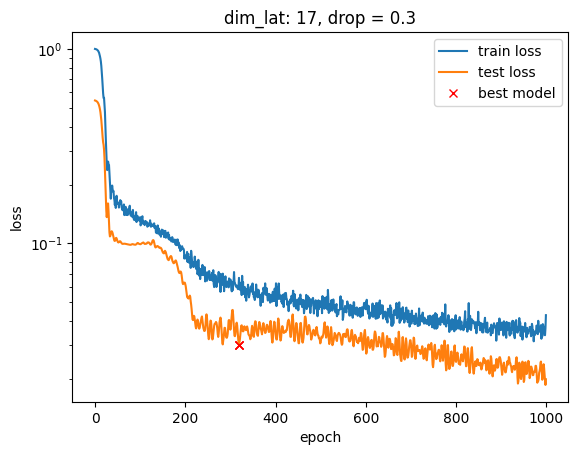 dim_lat: 17, drop = 0.3
train loss
test loss
best model
10⁰
10⁻¹
loss
0
200
400
600
800
1000
epoch